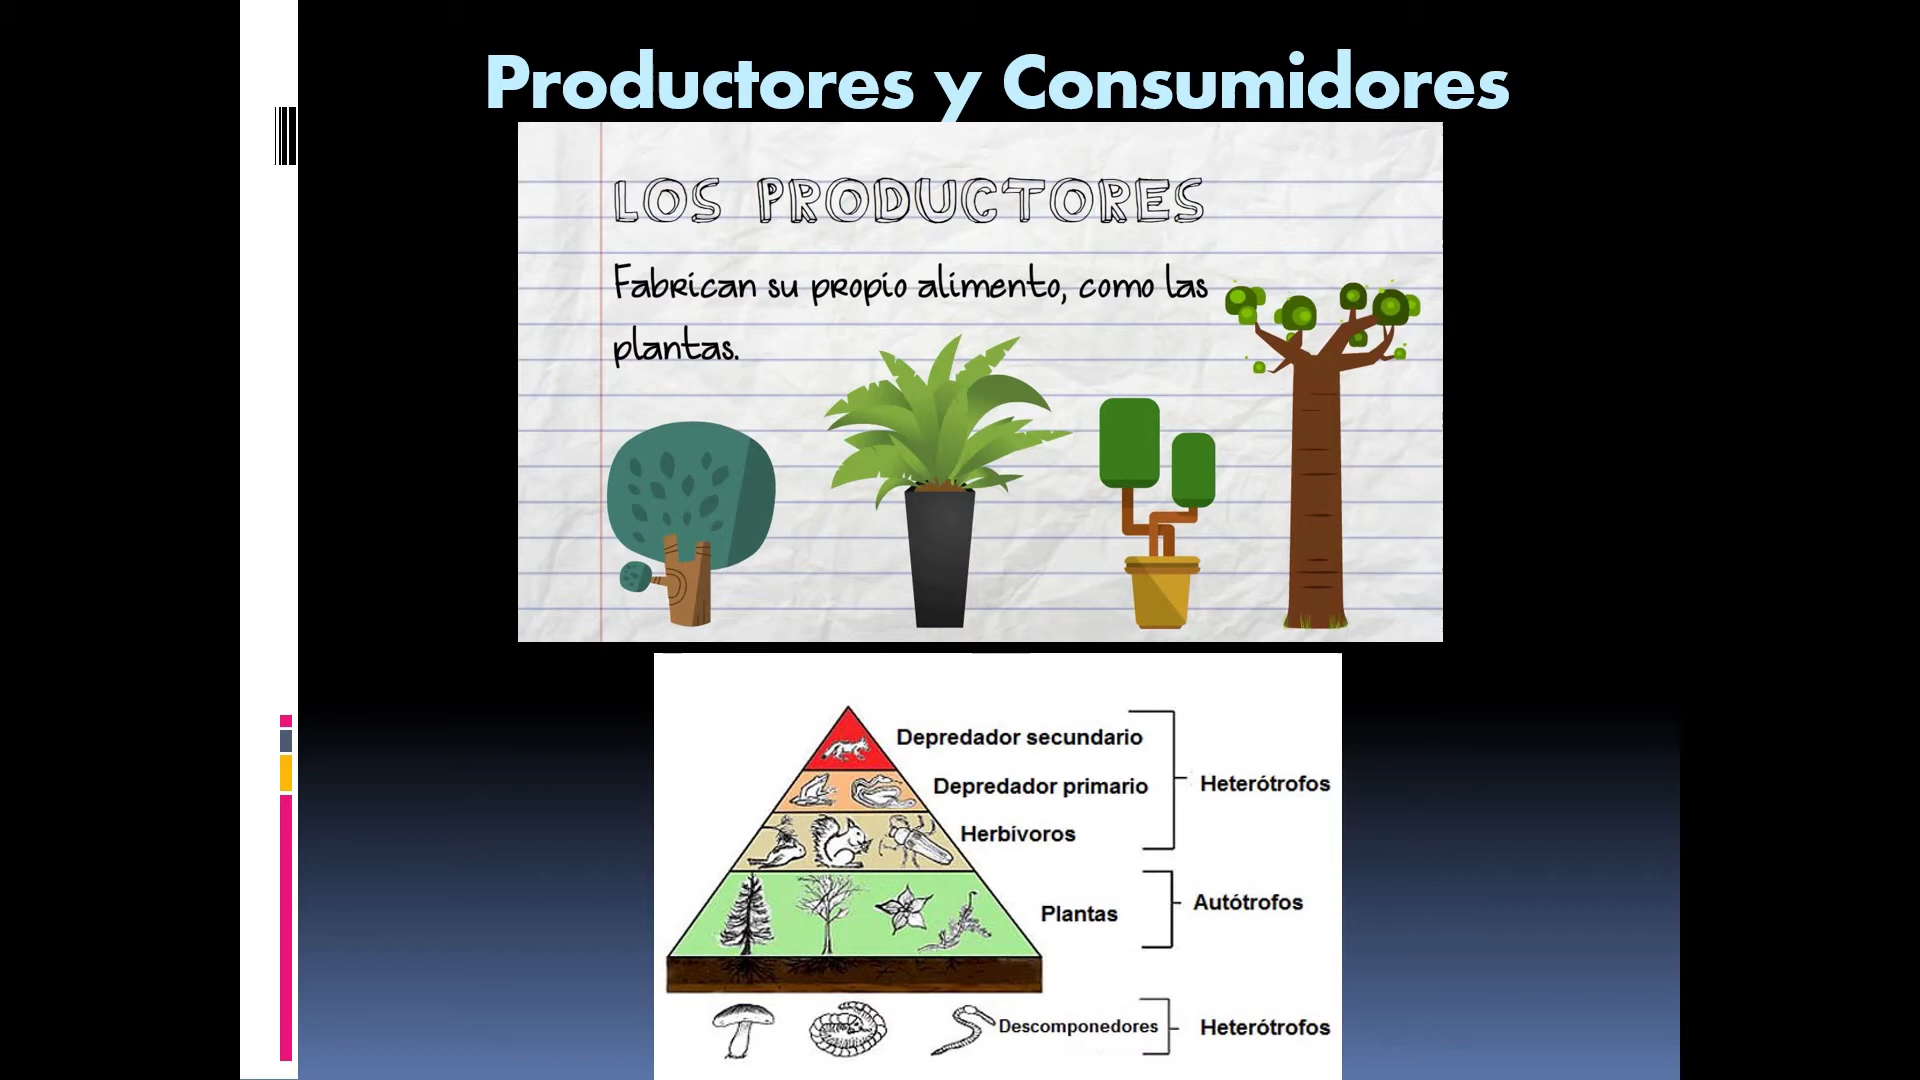 Productores y Consumidores
LOS PRODUCTORES
Fabrican su propio alimento, como las
plantas.
Depredador secundario
Depredador primario
Heterótrofos
Herbívoros
Plantas
Autótrofos
Descomponedores
Heterótrofos